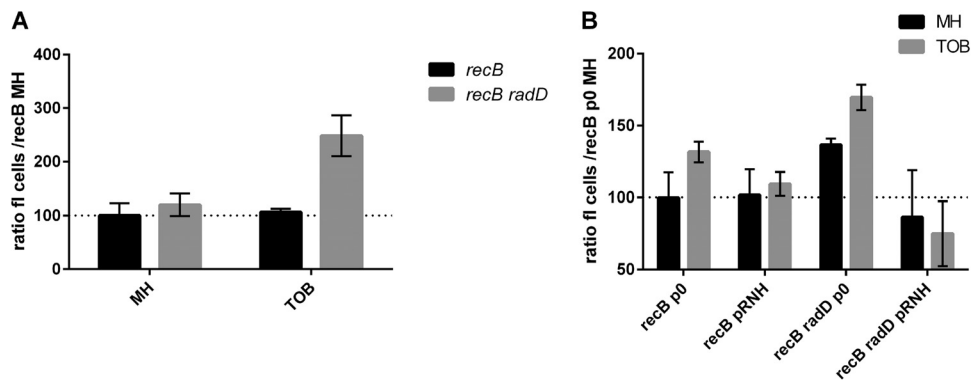 A
ratio fl cells /recB MH
400
300
200
100
0
MH
TOB
recB
recB radD
B
ratio fl cells /recB p0 MH
200
150
100
50
recB p0
recB pRNH
recB radD p0
recB radD pRNH
MH
TOB